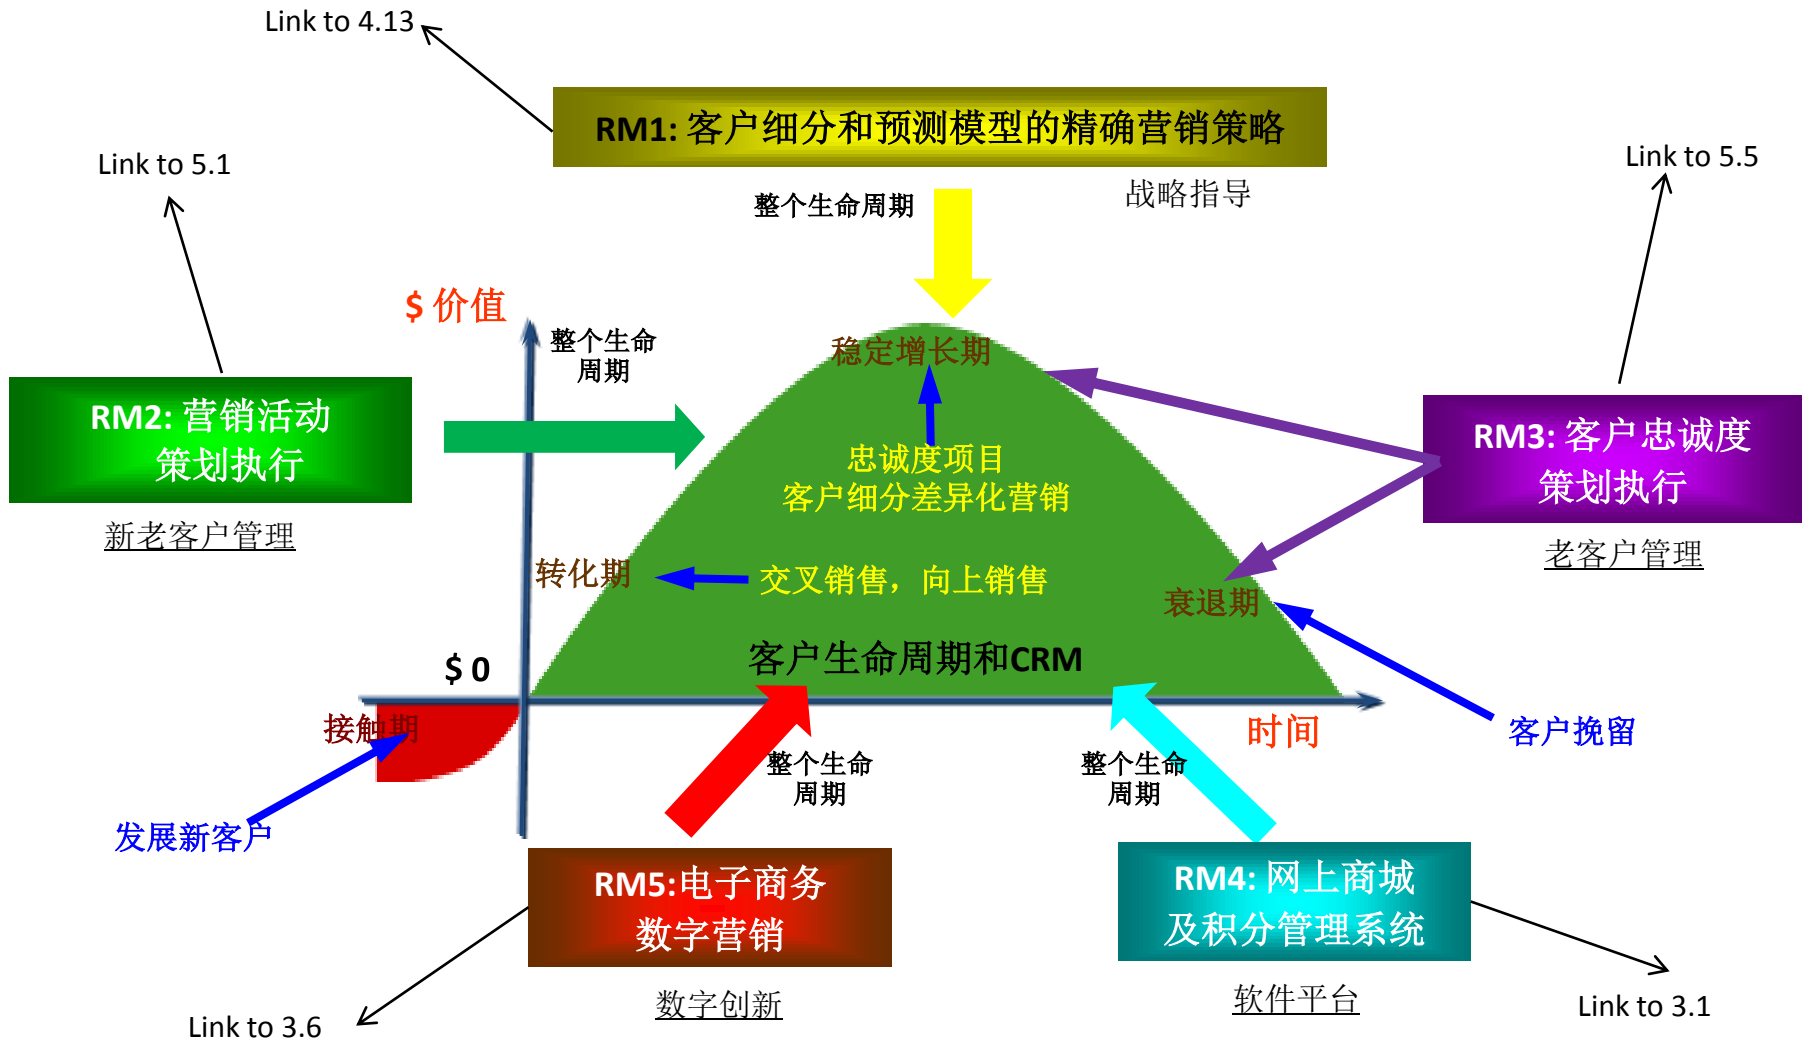 Link to 4.13
RM1: 客户细分和预测模型的精确营销策略
Link to 5.1
Link to 5.5
整个生命周期
战略指导
$ 价值
整个生命
周期
稳定增长期
RM2: 营销活动
策划执行
新老客户管理
RM3: 客户忠诚度
策划执行
老客户管理
忠诚度项目
客户细分差异化营销
转化期
交叉销售，向上销售
衰退期
客户生命周期和CRM
$ 0
接触期
时间
客户挽留
整个生命
周期
整个生命
周期
发展新客户
RM5:电子商务
数字营销
数字创新
RM4: 网上商城
及积分管理系统
软件平台
Link to 3.6
Link to 3.1